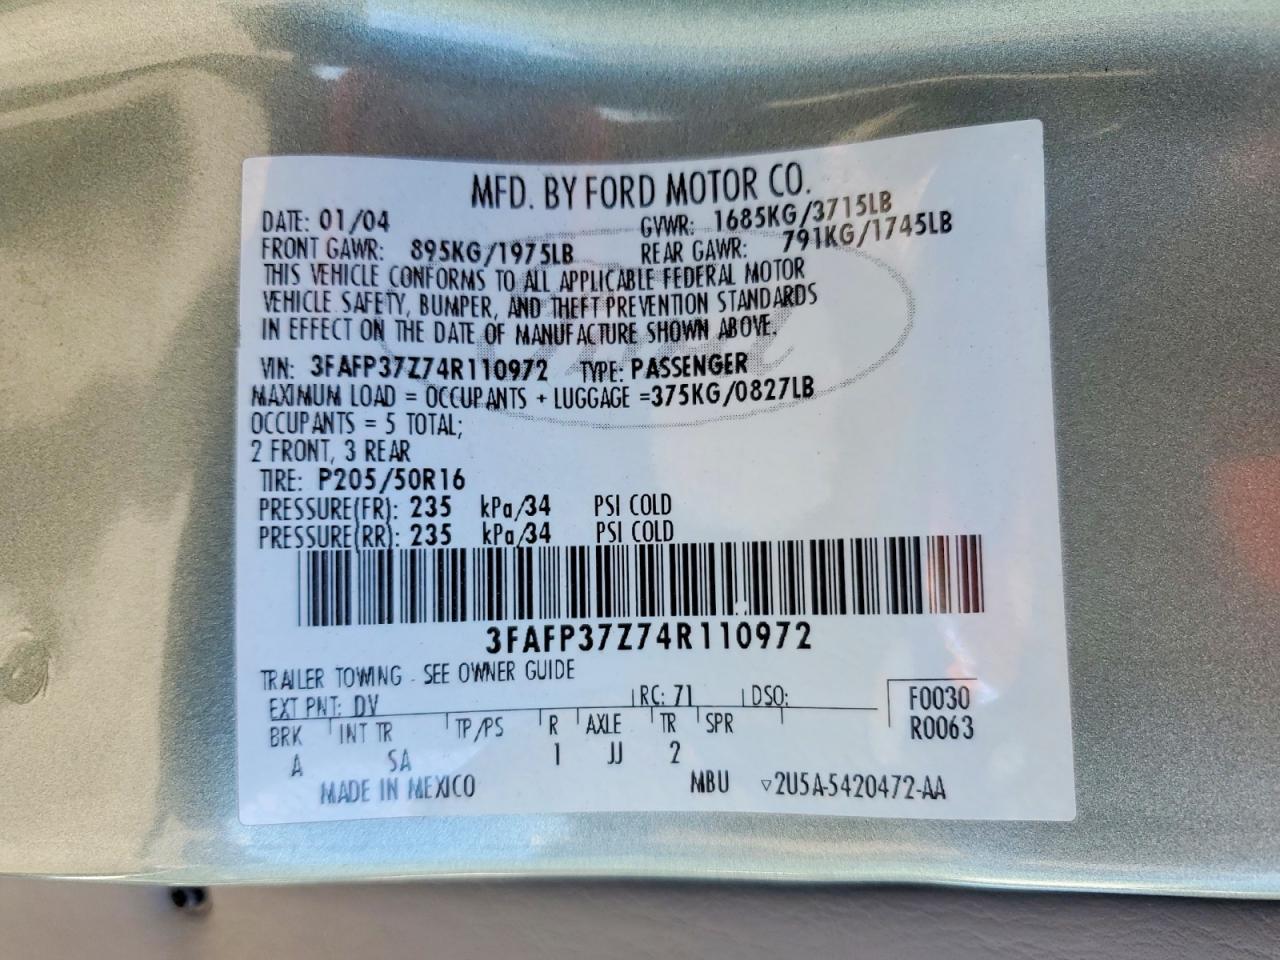 MFD. BY FORD MOTOR CO.
DATE: 01/04 GVWR: 1685KG/3715LB
FRONT GAWR: 895KG/1975LB REAR GAWR: 791KG/1745LB
THIS VEHICLE CONFORMS TO ALL APPLICABLE FEDERAL MOTOR
VEHICLE SAFETY, BUMPER, AND THEFT PREVENTION STANDARDS
IN EFFECT ON THE DATE OF MANUFACTURE SHOWN ABOVE.
VIN: 3FAFP37Z74R110972 TYPE: PASSENGER
MAXIMUM LOAD = OCCUPANTS + LUGGAGE =375KG/0827LB
OCCUPANTS = 5 TOTAL;
2 FRONT, 3 REAR
TIRE: P205/50R16
PRESSURE(FR): 235 kPa/34 PSI COLD
PRESSURE(RR): 235 kPa/34 PSI COLD
3FAFP37Z74R110972
TRAILER TOWING - SEE OWNER GUIDE
EXT PNT: DV RC: 71 DSO: F0030
BRK INT TR TP/PS R AXLE TR SPR R0063
A SA 1 JJ 2
MADE IN MEXICO MBU ▽2U5A-5420472-AA